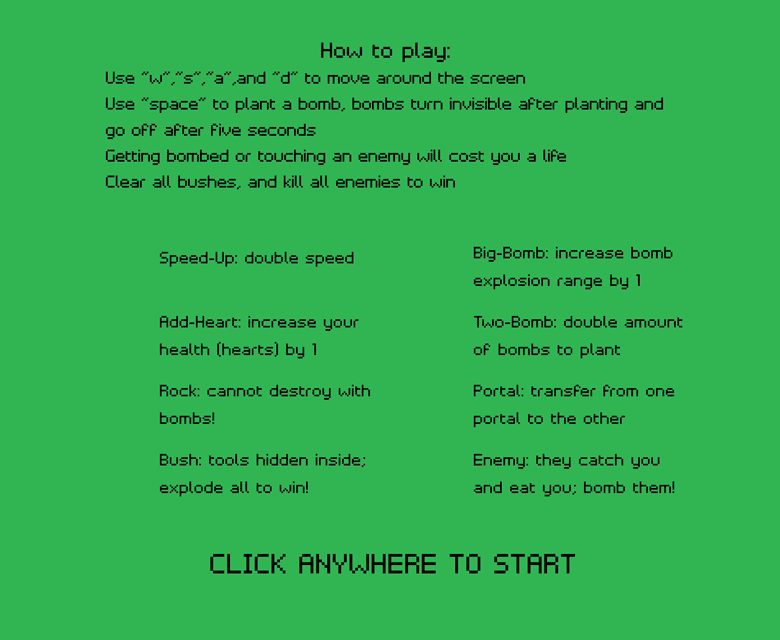 How to play:
Use "w","s","a",and "d" to move around the screen
Use "space" to plant a bomb, bombs turn invisible after planting and
go off after five seconds
Getting bombed or touching an enemy will cost you a life
Clear all bushes, and kill all enemies to win
Speed-Up: double speed
Big-Bomb: increase bomb
explosion range by 1
Add-Heart: increase your
health (hearts) by 1
Two-Bomb: double amount
of bombs to plant
Rock: cannot destroy with
bombs!
Portal: transfer from one
portal to the other
Bush: tools hidden inside;
explode all to win!
Enemy: they catch you
and eat you; bomb them!
CLICK ANYWHERE TO START